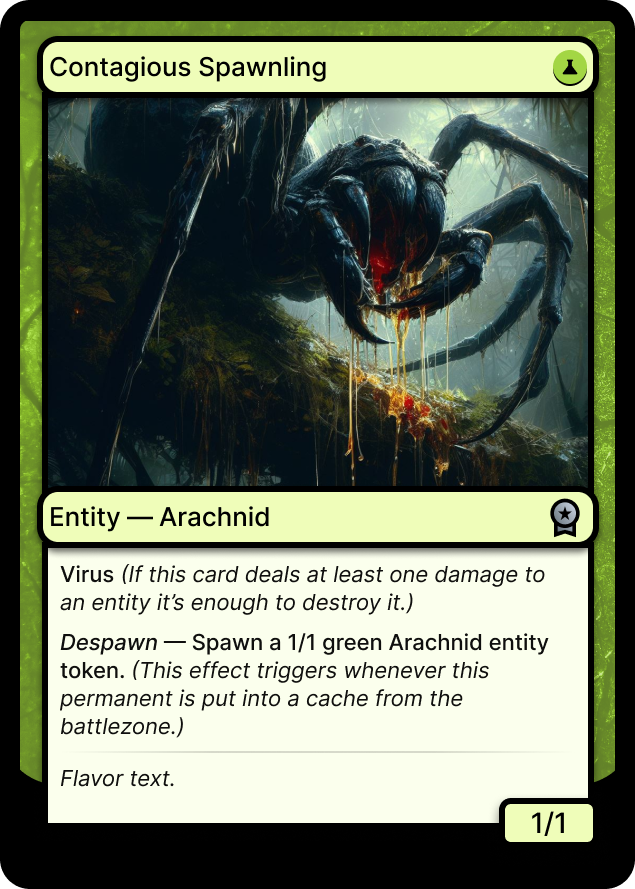 Contagious Spawnling
Entity — Arachnid
Virus (If this card deals at least one damage to
an entity it’s enough to destroy it.)
Despawn — Spawn a 1/1 green Arachnid entity
token. (This effect triggers whenever this
permanent is put into a cache from the
battlezone.)
Flavor text.
1/1